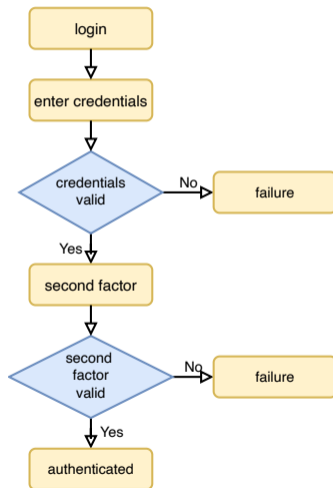 login
enter credentials
credentials
valid
No
failure
Yes
second factor
second
factor
valid
No
failure
Yes
authenticated